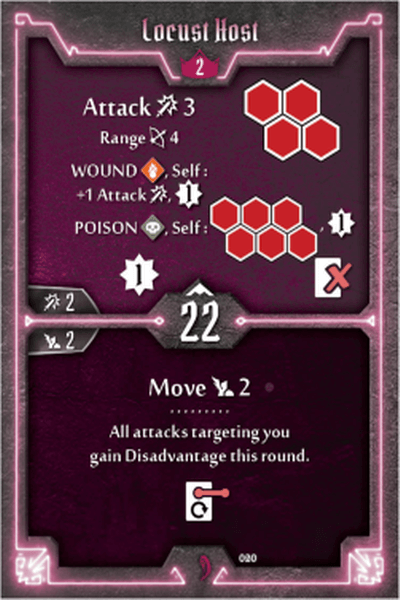 Locust Host
2
Attack 3
Range 4
WOUND , Self :
+1 Attack , 1
POISON , Self : , 1
1
2
22
2
Move 2
All attacks targeting you
gain Disadvantage this round.
020